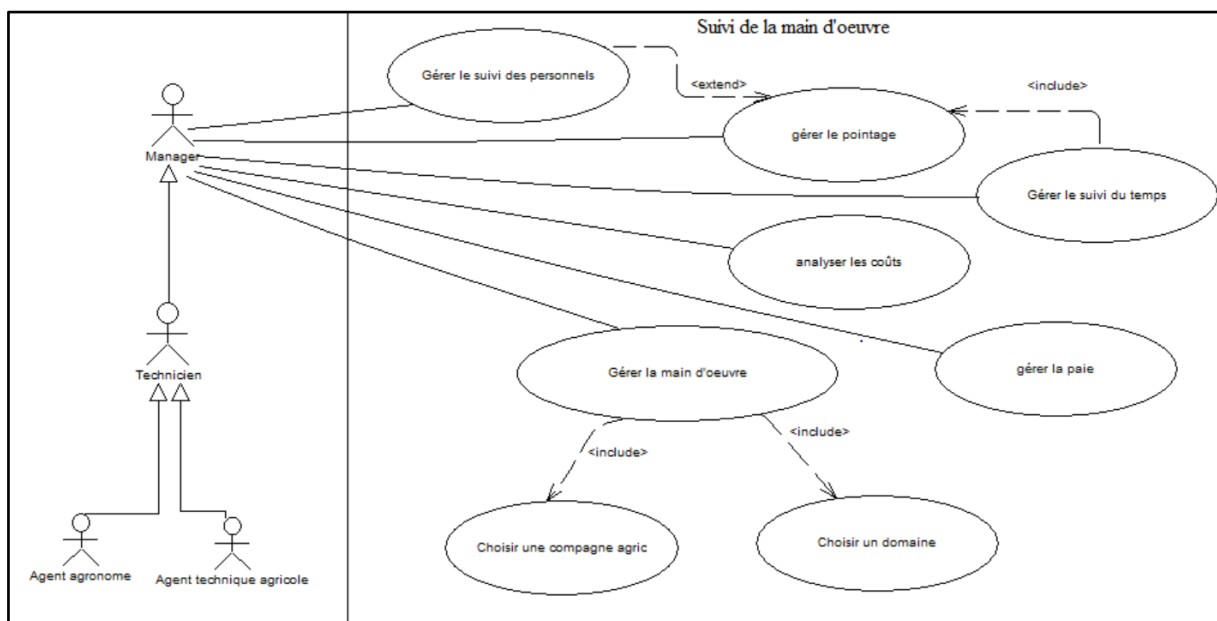 Suivi de la main d'oeuvre
Gérer le suivi des personnels
<extend>
<include>
gérer le pointage
Manager
Gérer le suivi du temps
analyser les coûts
Technicien
Gérer la main d'oeuvre
gérer la paie
<include>
<include>
Choisir une compagne agric
Choisir un domaine
Agent agronome
Agent technique agricole